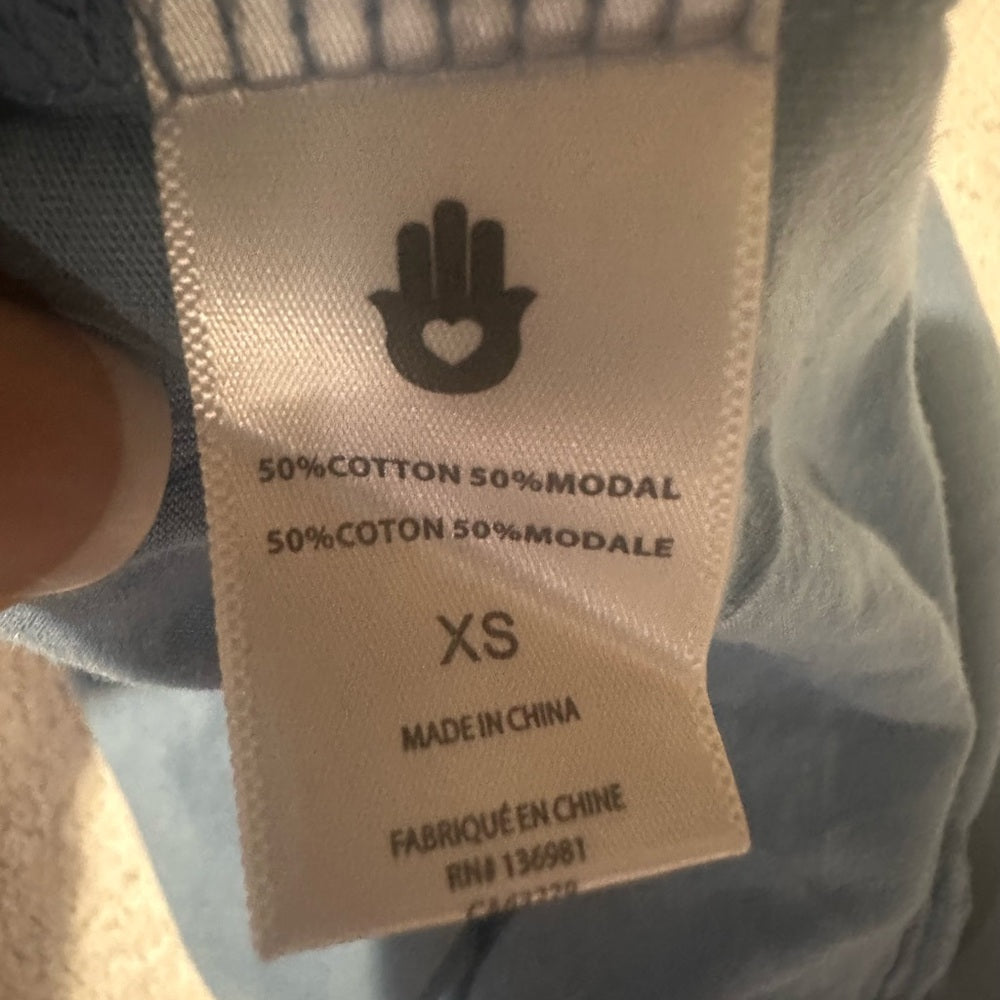 50%COTTON 50%MODAL
50%COTON 50%MODALE
XS
MADE IN CHINA
FABRIQUÉ EN CHINE
RN# 136981